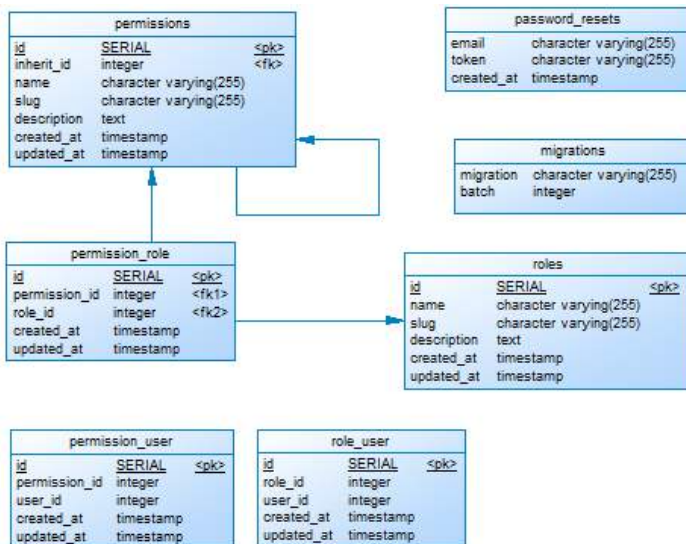 permissions
id SERIAL <pk>
inherit_id integer <fk>
name character varying(255)
slug character varying(255)
description text
created_at timestamp
updated_at timestamp
password_resets
email character varying(255)
token character varying(255)
created_at timestamp
migrations
migration character varying(255)
batch integer
permission_role
id SERIAL <pk>
permission_id integer <fk1>
role_id integer <fk2>
created_at timestamp
updated_at timestamp
roles
id SERIAL <pk>
name character varying(255)
slug character varying(255)
description text
created_at timestamp
updated_at timestamp
permission_user
id SERIAL <pk>
permission_id integer
user_id integer
created_at timestamp
updated_at timestamp
role_user
id SERIAL <pk>
role_id integer
user_id integer
created_at timestamp
updated_at timestamp